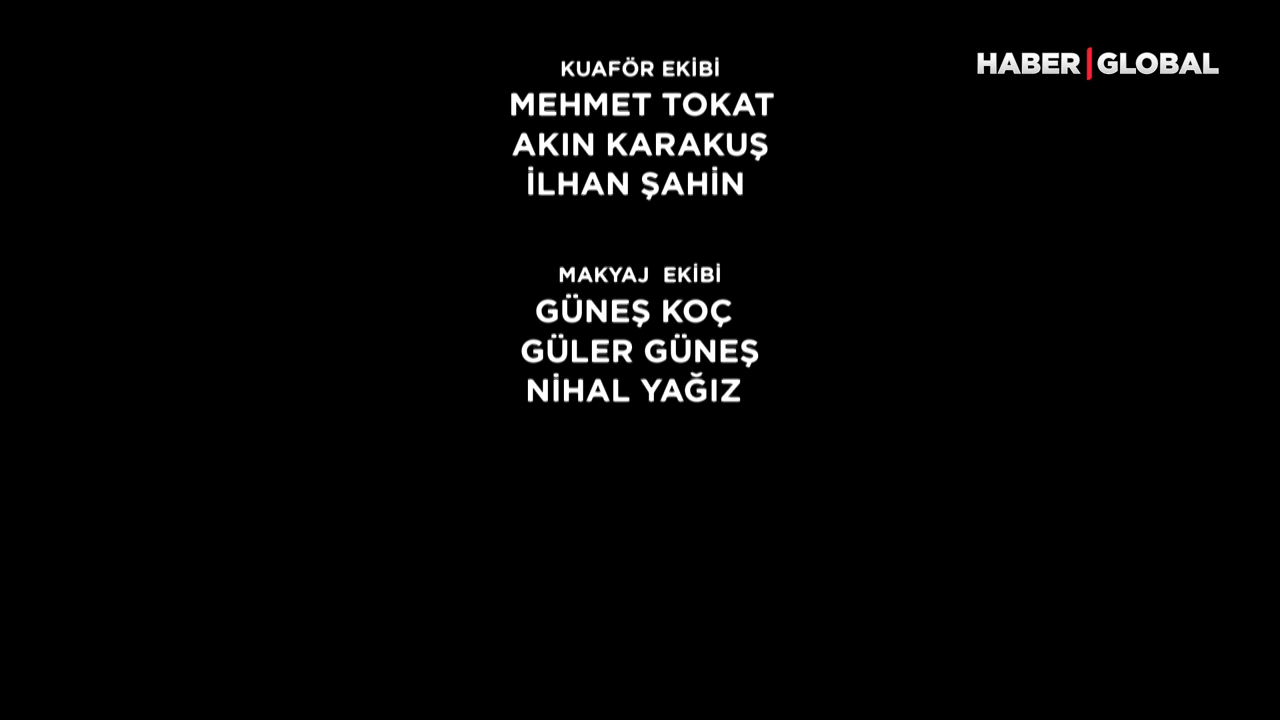 HABER GLOBAL
KUAFÖR EKİBİ
MEHMET TOKAT
AKIN KARAKUŞ
İLHAN ŞAHİN
MAKYAJ EKİBİ
GÜNEŞ KOÇ
GÜLER GÜNEŞ
NİHAL YAĞIZ